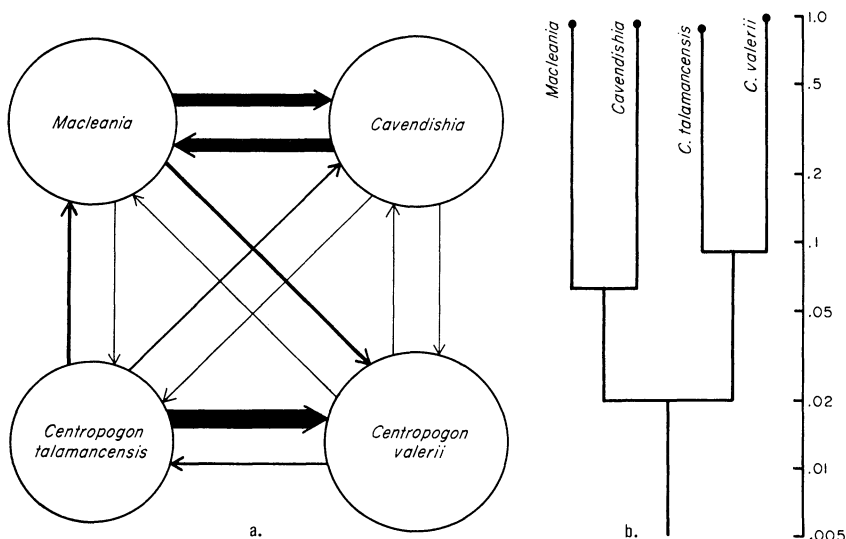 Macleania
Cavendishia
Centropogon
talamancensis
Centropogon
valerii
a.
Macleania
Cavendishia
C. talamancensis
C. valerii
1.0
.5
.2
.1
.05
.02
.01
.005
b.